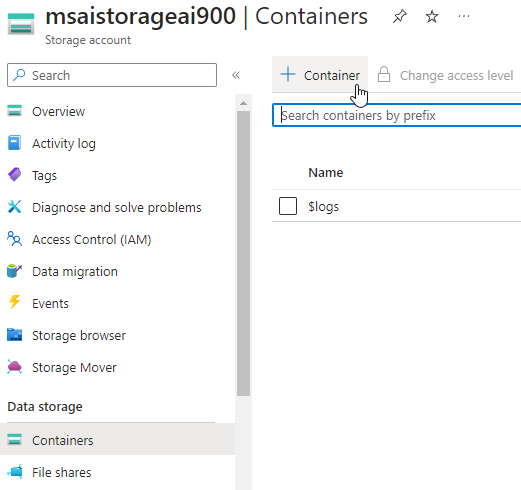 msaistorageai900 | Containers
Storage account
Search
Overview
Activity log
Tags
Diagnose and solve problems
Access Control (IAM)
Data migration
Events
Storage browser
Storage Mover
Data storage
Containers
File shares
Container
Change access level
Search containers by prefix
Name
$logs